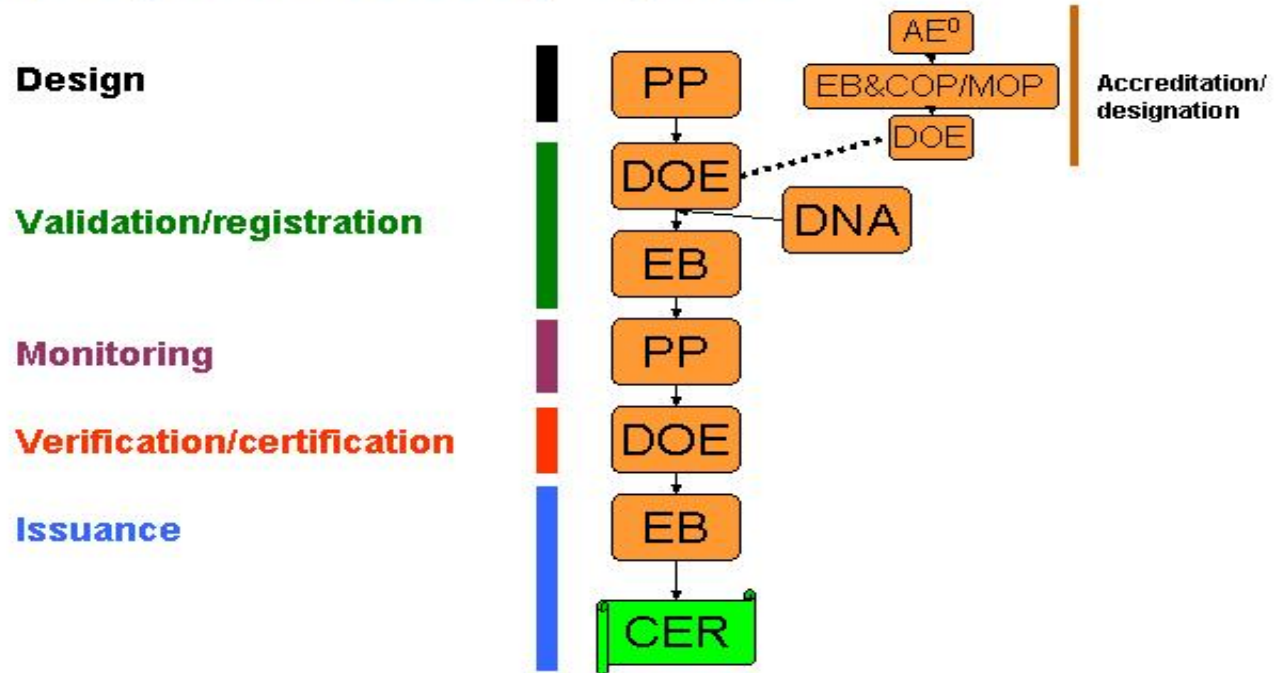 Design
PP
AE⁰
EB&COP/MOP
DOE
Accreditation/
designation
Validation/registration
DOE
DNA
EB
Monitoring
PP
Verification/certification
DOE
Issuance
EB
CER